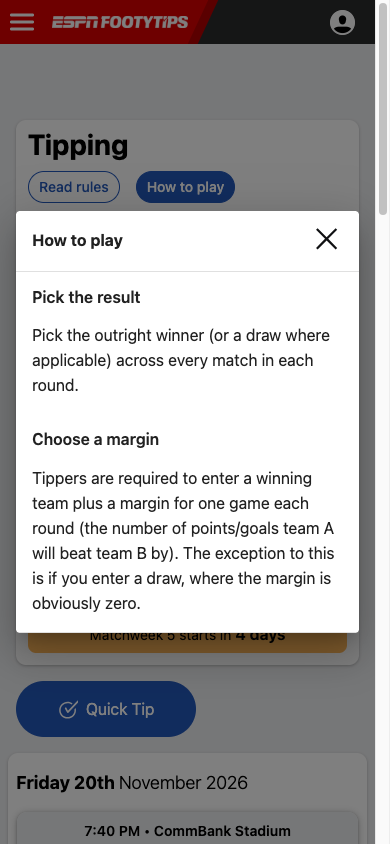 ESPN FOOTYTIPS
Tipping
Read rules
How to play
How to play
Pick the result
Pick the outright winner (or a draw where
applicable) across every match in each
round.
Choose a margin
Tippers are required to enter a winning
team plus a margin for one game each
round (the number of points/goals team A
will beat team B by). The exception to this
is if you enter a draw, where the margin is
obviously zero.
Matchweek 5 starts in 4 days
Quick Tip
Friday 20th November 2026
7:40 PM • CommBank Stadium